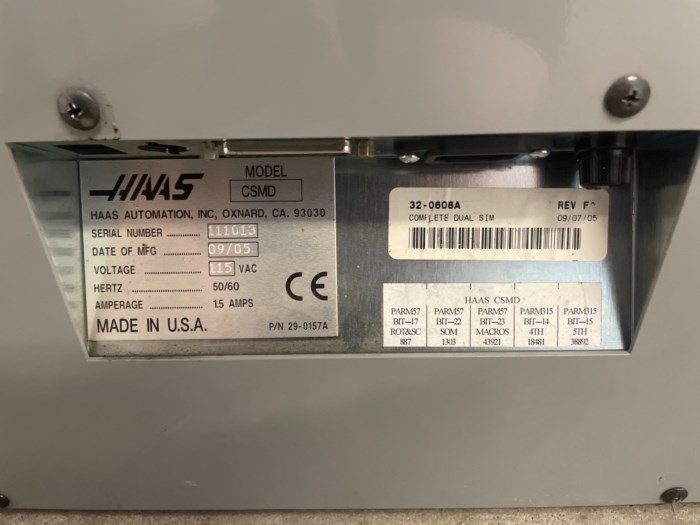 HAAS
MODEL
CSMD
HAAS AUTOMATION, INC, OXNARD, CA. 93030
SERIAL NUMBER ........... 111013
DATE OF MFG ............. 09/05
VOLTAGE .................. 115 VAC
HERTZ ..................... 50/60
AMPERAGE ............... 1.5 AMPS
MADE IN U.S.A.
P/N 29-0157A
CE
32-0608A REV F
COMPLETE DUAL SIM 09/07/05
HAAS CSMD
PARM57 PARM57 PARM57 PARM315 PARM315
BIT-17 BIT-22 BIT-23 BIT-14 BIT-15
ROT&SC SOM MACROS 4TH 5TH
887 1303 43921 18481 38892